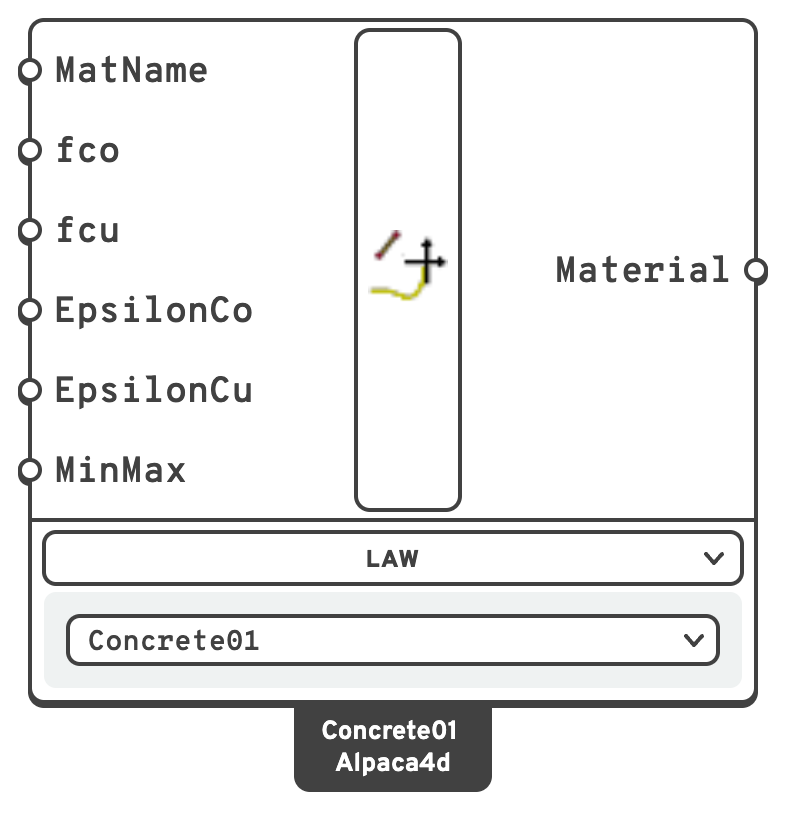 MatName
fco
fcu
EpsilonCo
EpsilonCu
MinMax
Material
LAW
Concrete01
Concrete01
Alpaca4d